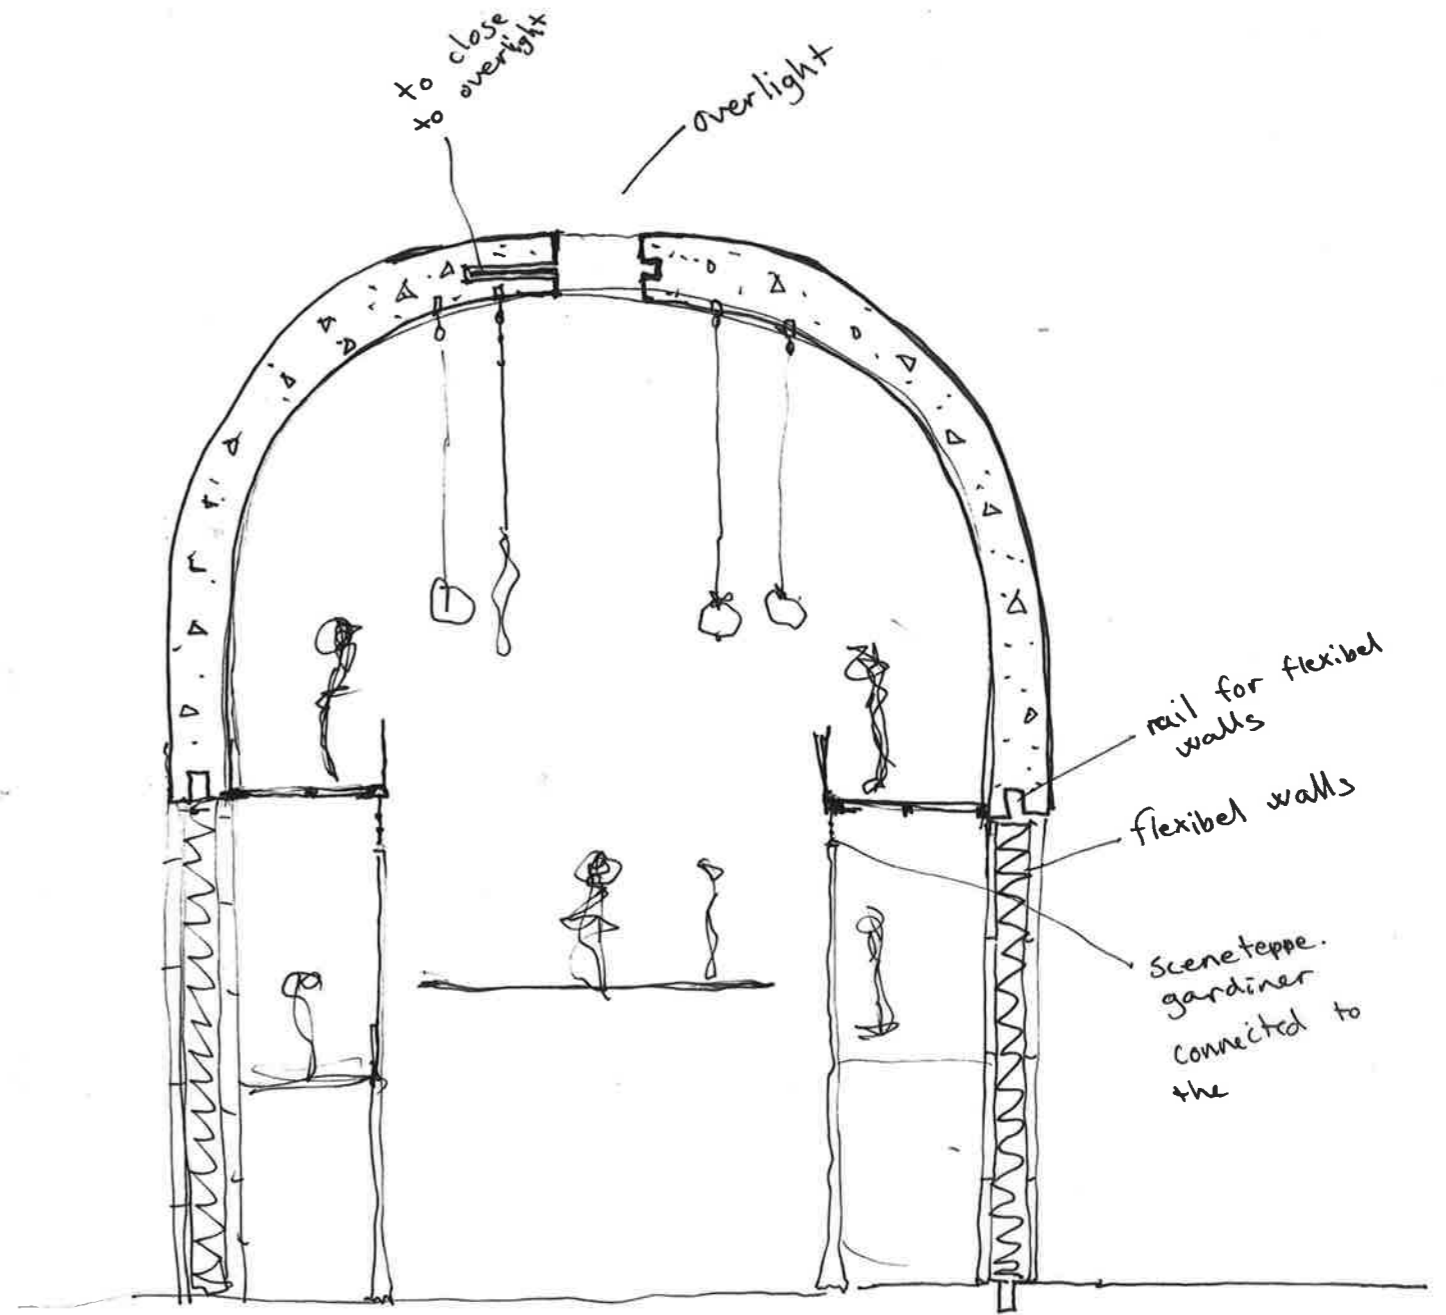 to close
to overlight
overlight
rail for flexibel
walls
flexibel walls
Sceneteppe.
gardiner
connected to
the